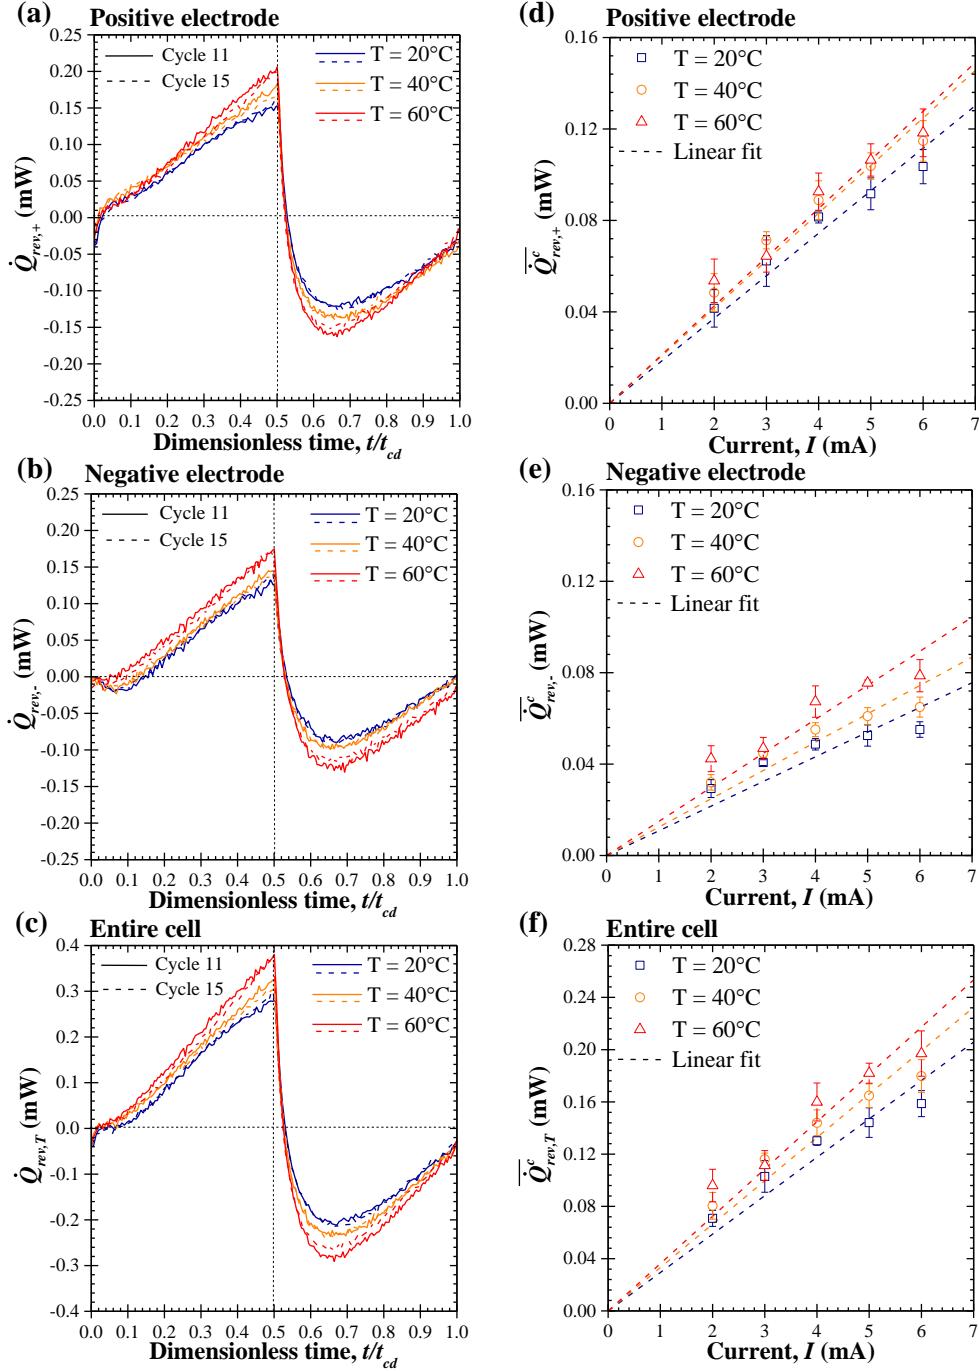 (a) Positive electrode
0.25
0.20
0.15
0.10
0.05
0.00
-0.05
-0.10
-0.15
-0.20
-0.25
Q̇rev,+ (mW)
Cycle 11
Cycle 15
T = 20°C
T = 40°C
T = 60°C
0.0 0.1 0.2 0.3 0.4 0.5 0.6 0.7 0.8 0.9 1.0
Dimensionless time, t/tcd
(d) Positive electrode
0.16
0.12
0.08
0.04
0.00
Q̇ᶜrev,+ (mW)
T = 20°C
T = 40°C
T = 60°C
Linear fit
0 1 2 3 4 5 6 7
Current, I (mA)
(b) Negative electrode
0.25
0.20
0.15
0.10
0.05
0.00
-0.05
-0.10
-0.15
-0.20
-0.25
Q̇rev,- (mW)
Cycle 11
Cycle 15
T = 20°C
T = 40°C
T = 60°C
0.0 0.1 0.2 0.3 0.4 0.5 0.6 0.7 0.8 0.9 1.0
Dimensionless time, t/tcd
(e) Negative electrode
0.16
0.12
0.08
0.04
0.00
Q̇ᶜrev,- (mW)
T = 20°C
T = 40°C
T = 60°C
Linear fit
0 1 2 3 4 5 6 7
Current, I (mA)
(c) Entire cell
0.4
0.3
0.2
0.1
0.0
-0.1
-0.2
-0.3
-0.4
Q̇rev,T (mW)
Cycle 11
Cycle 15
T = 20°C
T = 40°C
T = 60°C
0.0 0.1 0.2 0.3 0.4 0.5 0.6 0.7 0.8 0.9 1.0
Dimensionless time, t/tcd
(f) Entire cell
0.28
0.24
0.20
0.16
0.12
0.08
0.04
0.00
Q̇ᶜrev,T (mW)
T = 20°C
T = 40°C
T = 60°C
Linear fit
0 1 2 3 4 5 6 7
Current, I (mA)